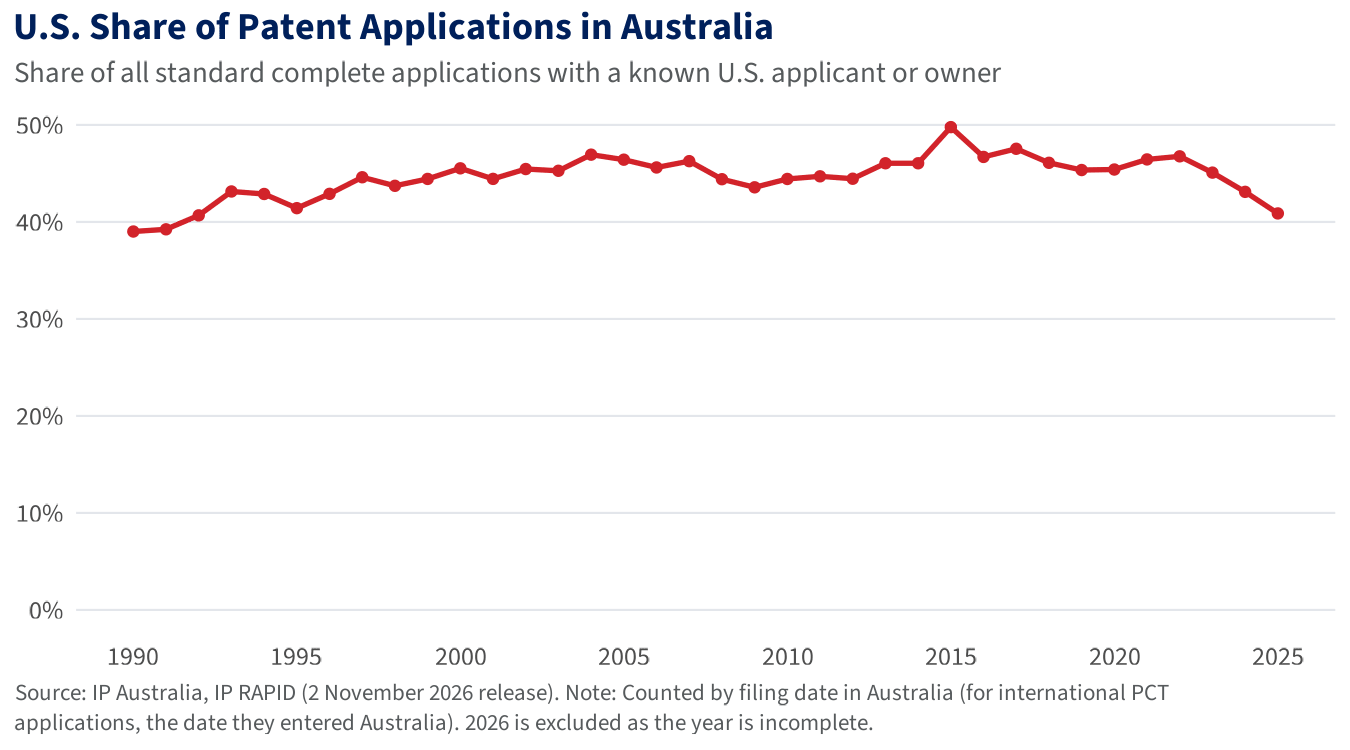 U.S. Share of Patent Applications in Australia
Share of all standard complete applications with a known U.S. applicant or owner
50%
40%
30%
20%
10%
0%
1990 1995 2000 2005 2010 2015 2020 2025
Source: IP Australia, IP RAPID (2 November 2026 release). Note: Counted by filing date in Australia (for international PCT
applications, the date they entered Australia). 2026 is excluded as the year is incomplete.